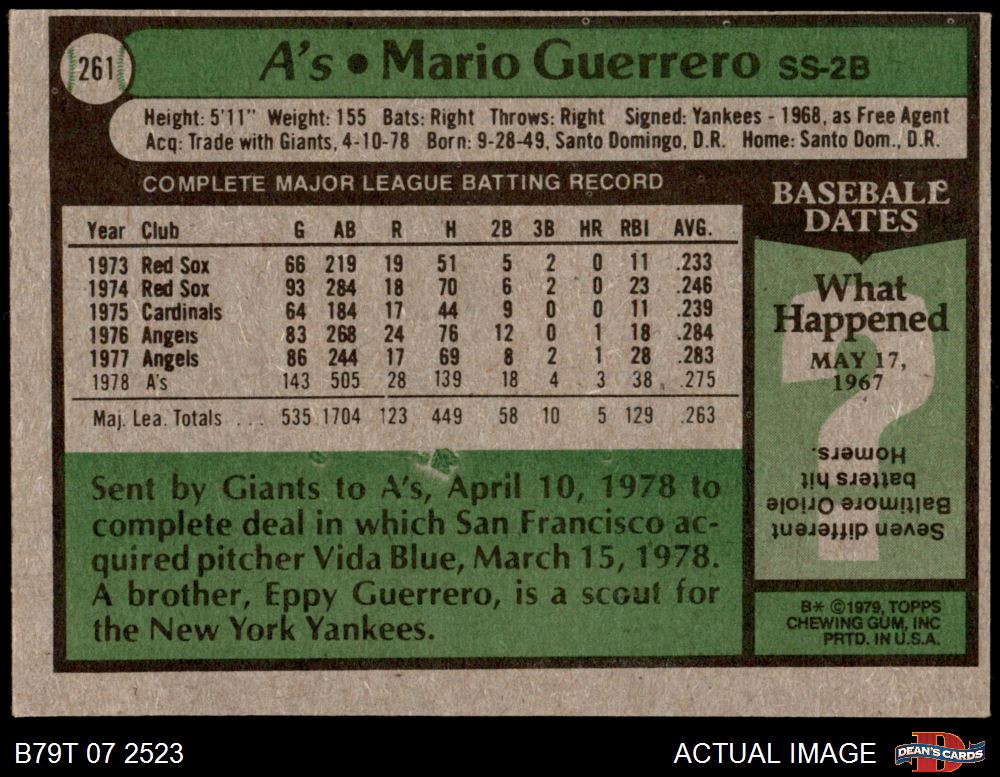 261
A's • Mario Guerrero SS-2B
Height: 5'11" Weight: 155 Bats: Right Throws: Right Signed: Yankees - 1968, as Free Agent
Acq: Trade with Giants, 4-10-78 Born: 9-28-49, Santo Domingo, D.R. Home: Santo Dom., D.R.
COMPLETE MAJOR LEAGUE BATTING RECORD
Year Club G AB R H 2B 3B HR RBI AVG.
1973 Red Sox 66 219 19 51 5 2 0 11 .233
1974 Red Sox 93 284 18 70 6 2 0 23 .246
1975 Cardinals 64 184 17 44 9 0 0 11 .239
1976 Angels 83 268 24 76 12 0 1 18 .284
1977 Angels 86 244 17 69 8 2 1 28 .283
1978 A's 143 505 28 139 18 4 3 38 .275
Maj. Lea. Totals . . . 535 1704 123 449 58 10 5 129 .263
Sent by Giants to A's, April 10, 1978 to
complete deal in which San Francisco ac-
quired pitcher Vida Blue, March 15, 1978.
A brother, Eppy Guerrero, is a scout for
the New York Yankees.
BASEBALL
DATES
What
Happened
MAY 17,
1967
?
Seven different
Baltimore Oriole
batters hit
Homers.
B* ©1979, TOPPS
CHEWING GUM, INC
PRTD. IN U.S.A.
B79T 07 2523
ACTUAL IMAGE
D
DEAN'S CARDS